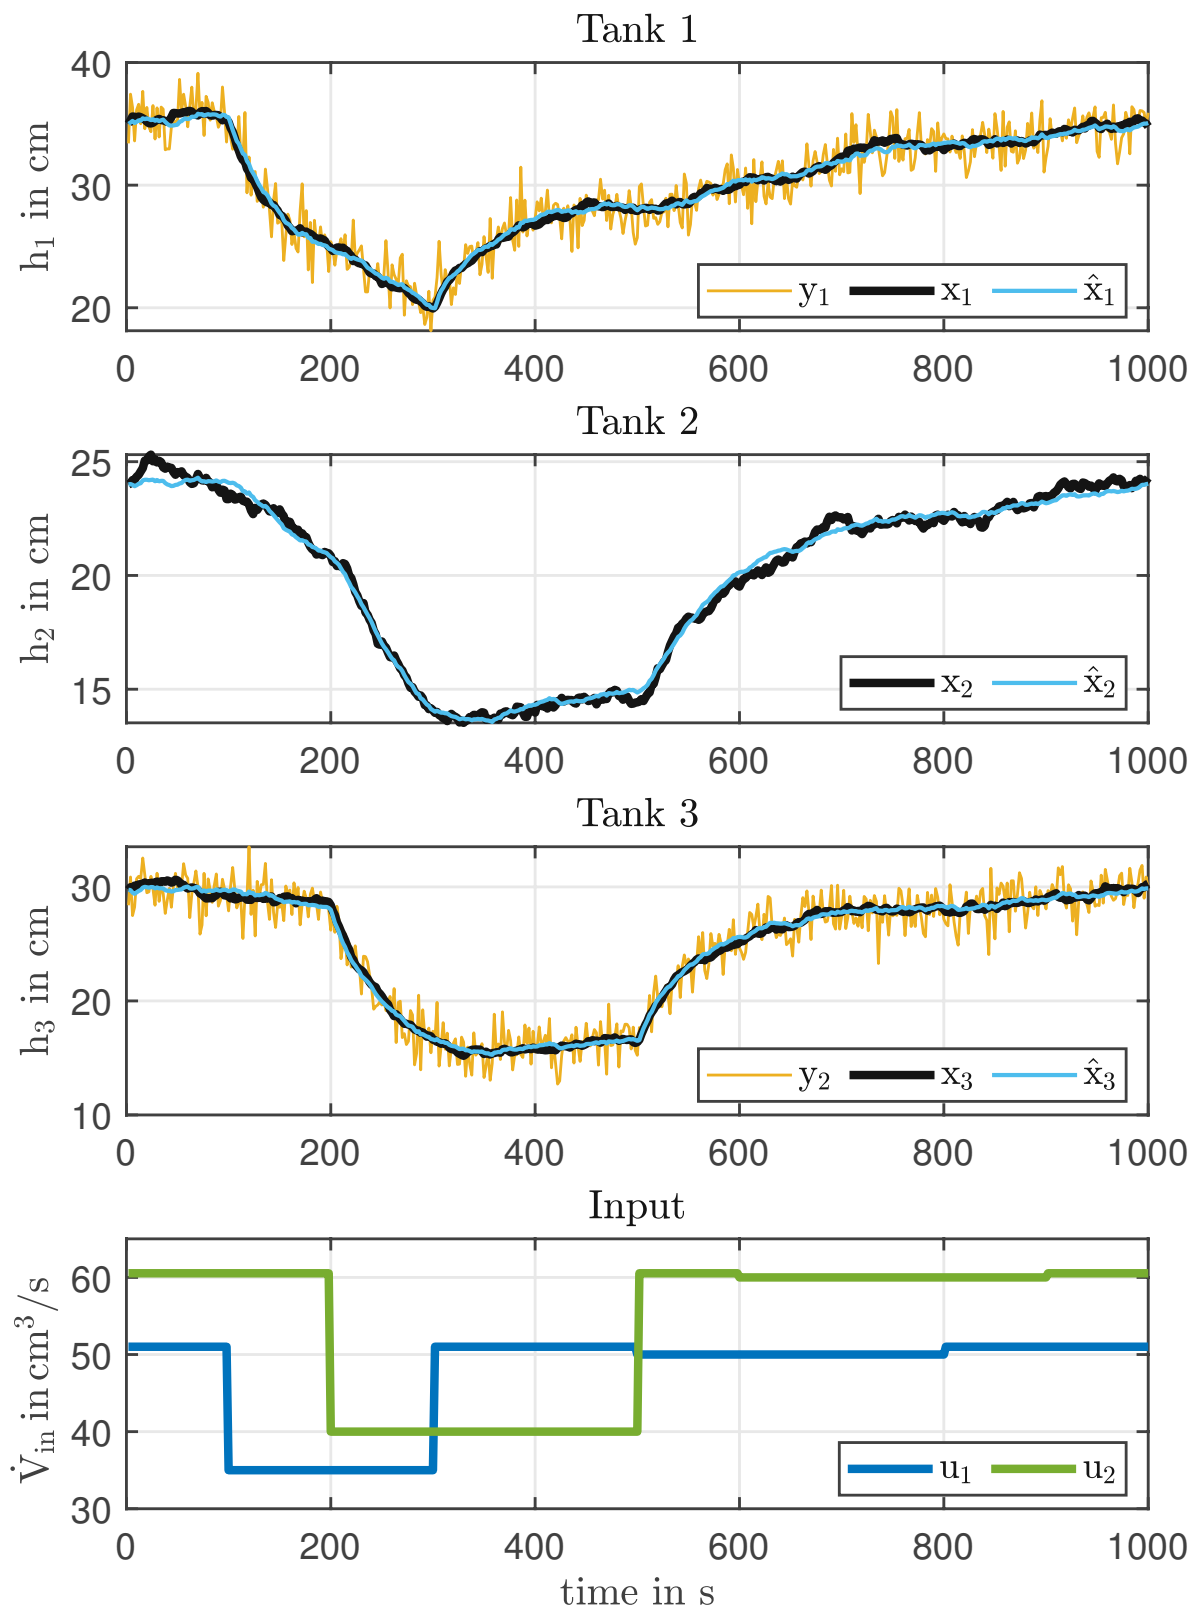 Tank 1
40
30
20
h₁ in cm
y₁ x₁ x̂₁
0 200 400 600 800 1000
Tank 2
25
20
15
h₂ in cm
x₂ x̂₂
0 200 400 600 800 1000
Tank 3
30
20
10
h₃ in cm
y₂ x₃ x̂₃
0 200 400 600 800 1000
Input
60
50
40
30
V̇ᵢₙ in cm³/s
u₁ u₂
0 200 400 600 800 1000
time in s